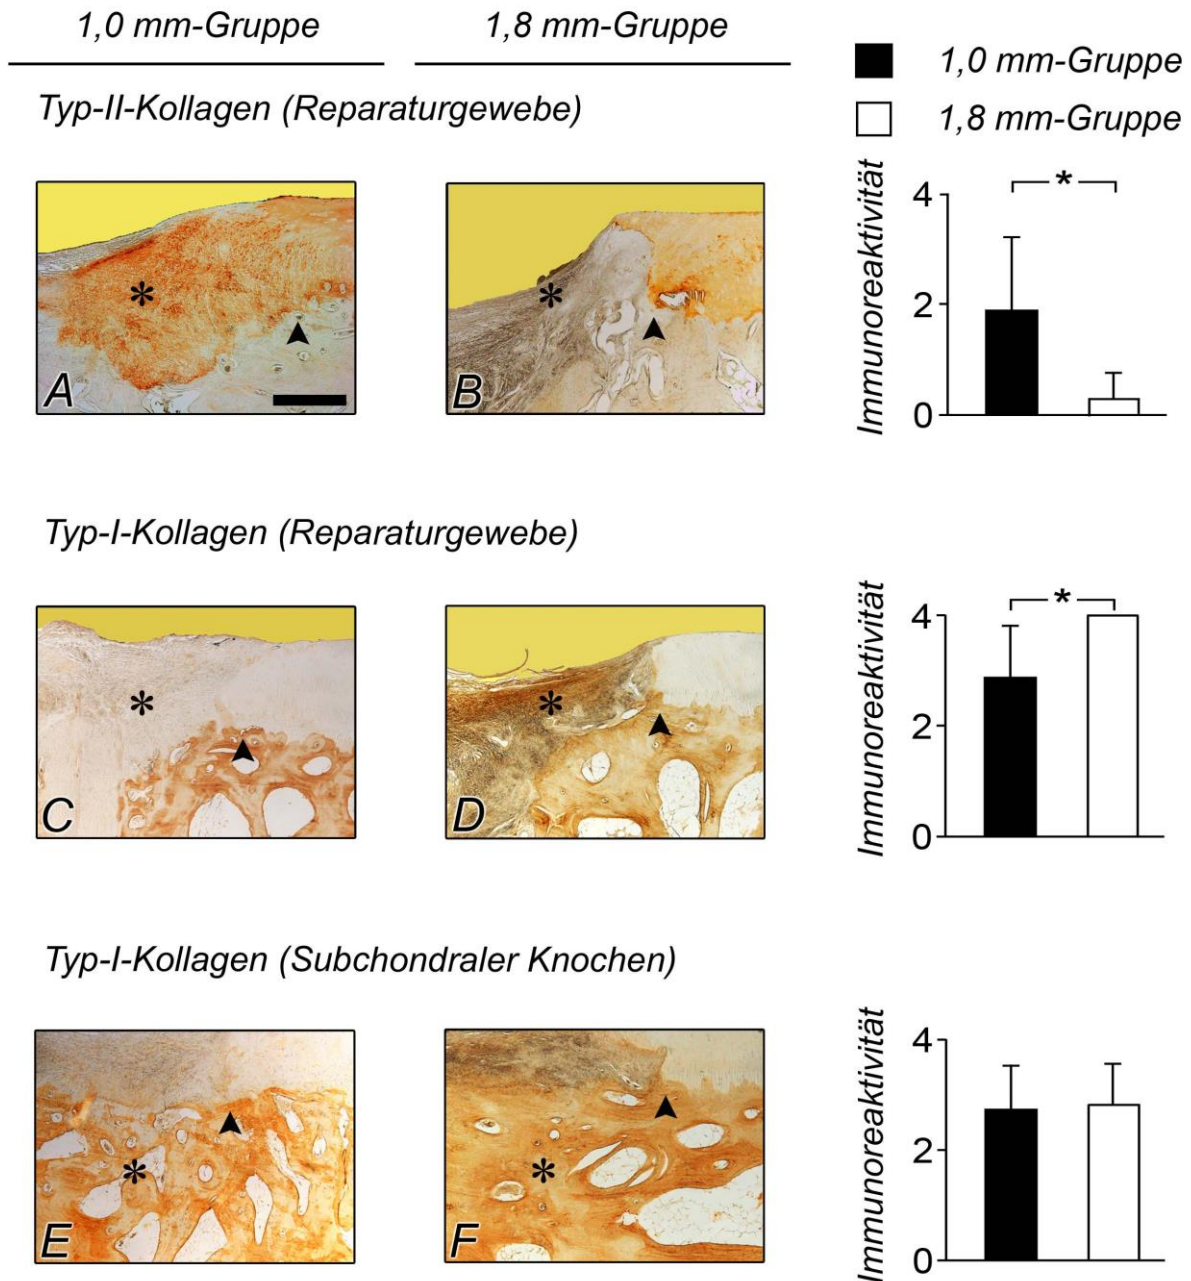 1,0 mm-Gruppe
1,8 mm-Gruppe
1,0 mm-Gruppe
1,8 mm-Gruppe
Typ-II-Kollagen (Reparaturgewebe)
*
A
*
B
Immunoreaktivität
4
2
0
*
Typ-I-Kollagen (Reparaturgewebe)
*
C
*
D
Immunoreaktivität
4
2
0
*
Typ-I-Kollagen (Subchondraler Knochen)
*
E
*
F
Immunoreaktivität
4
2
0